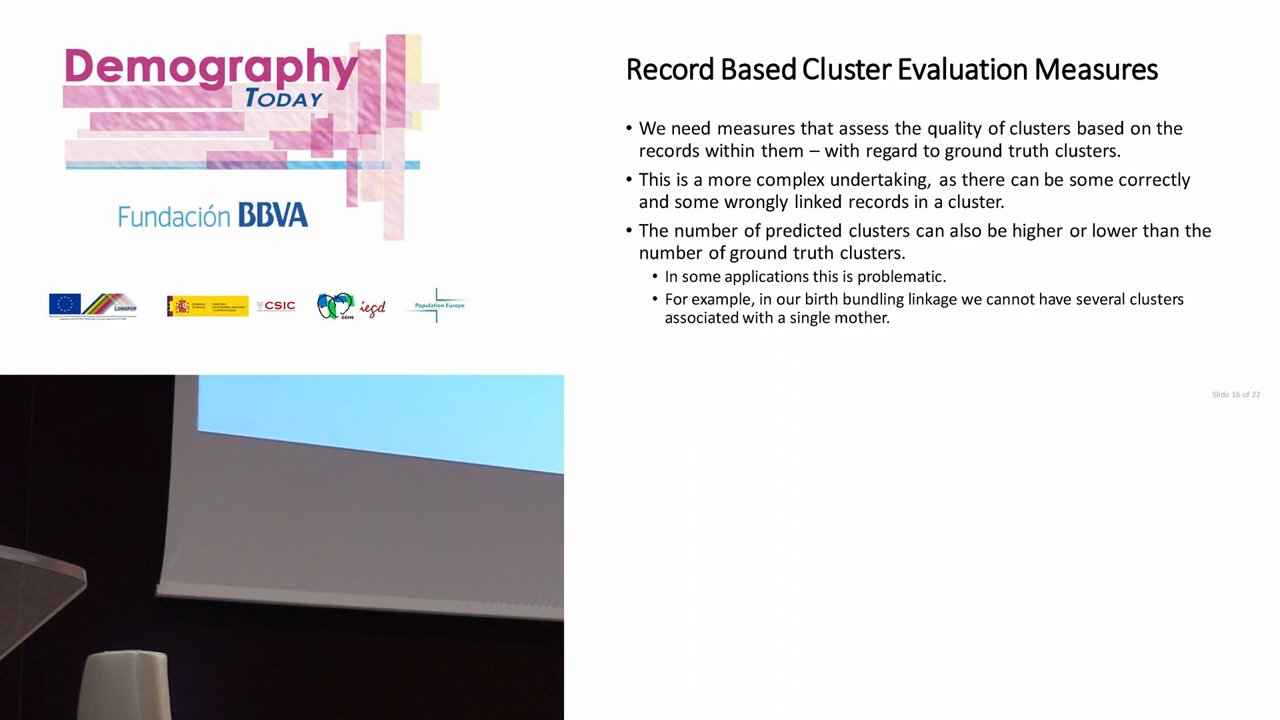 Demography
TODAY
Fundación BBVA
LONGPOP
CSIC
CCHS
iegd
Population Europe
Record Based Cluster Evaluation Measures
• We need measures that assess the quality of clusters based on the
records within them – with regard to ground truth clusters.
• This is a more complex undertaking, as there can be some correctly
and some wrongly linked records in a cluster.
• The number of predicted clusters can also be higher or lower than the
number of ground truth clusters.
• In some applications this is problematic.
• For example, in our birth bundling linkage we cannot have several clusters
associated with a single mother.
Slide 16 of 22